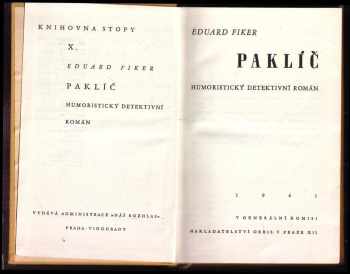 KNIHOVNA STOPY
X.
EDUARD FIKER
PAKLÍČ
HUMORISTICKÝ DETEKTIVNÍ
ROMÁN
VYDÁVÁ ADMINISTRACE »NÁŠ ROZHLAS«
PRAHA-VINOHRADY
EDUARD FIKER
PAKLÍČ
HUMORISTICKÝ DETEKTIVNÍ ROMÁN
1941
V GENERÁLNÍ KOMISI
NAKLADATELSTVÍ ORBIS V PRAZE XII